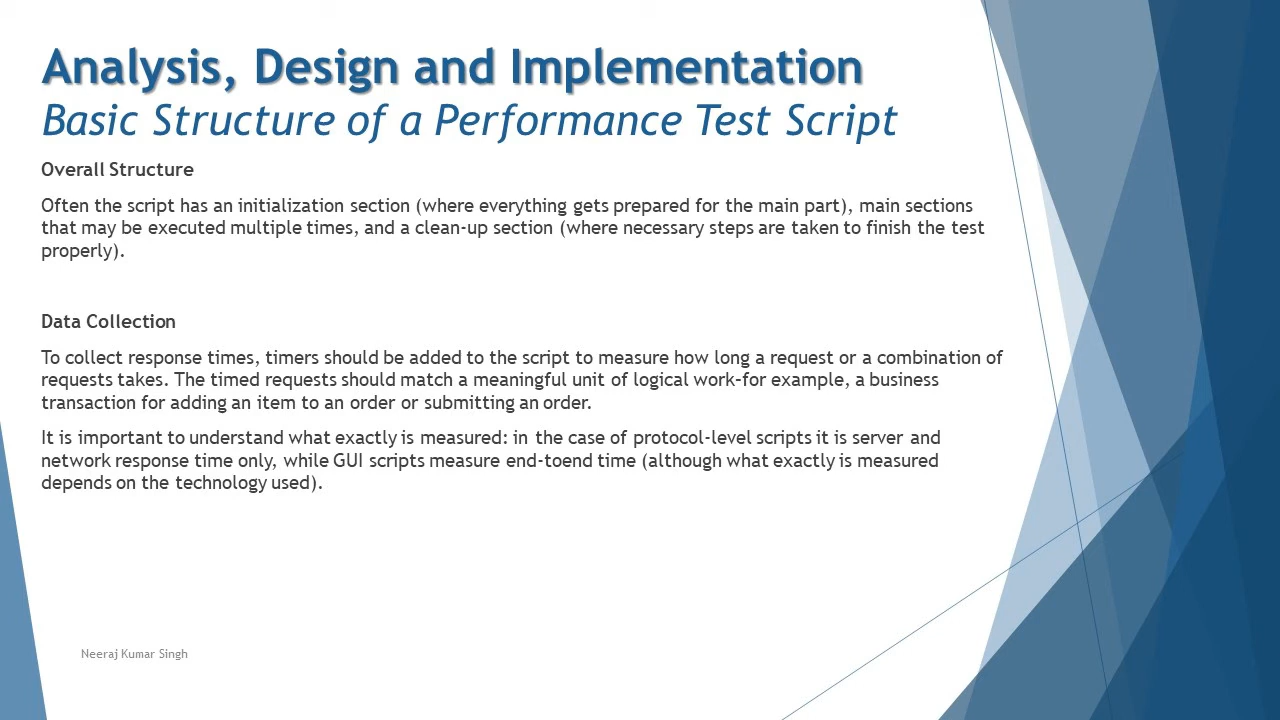 Analysis, Design and Implementation
Basic Structure of a Performance Test Script
Overall Structure
Often the script has an initialization section (where everything gets prepared for the main part), main sections
that may be executed multiple times, and a clean-up section (where necessary steps are taken to finish the test
properly).
Data Collection
To collect response times, timers should be added to the script to measure how long a request or a combination of
requests takes. The timed requests should match a meaningful unit of logical work–for example, a business
transaction for adding an item to an order or submitting an order.
It is important to understand what exactly is measured: in the case of protocol-level scripts it is server and
network response time only, while GUI scripts measure end-toend time (although what exactly is measured
depends on the technology used).
Neeraj Kumar Singh